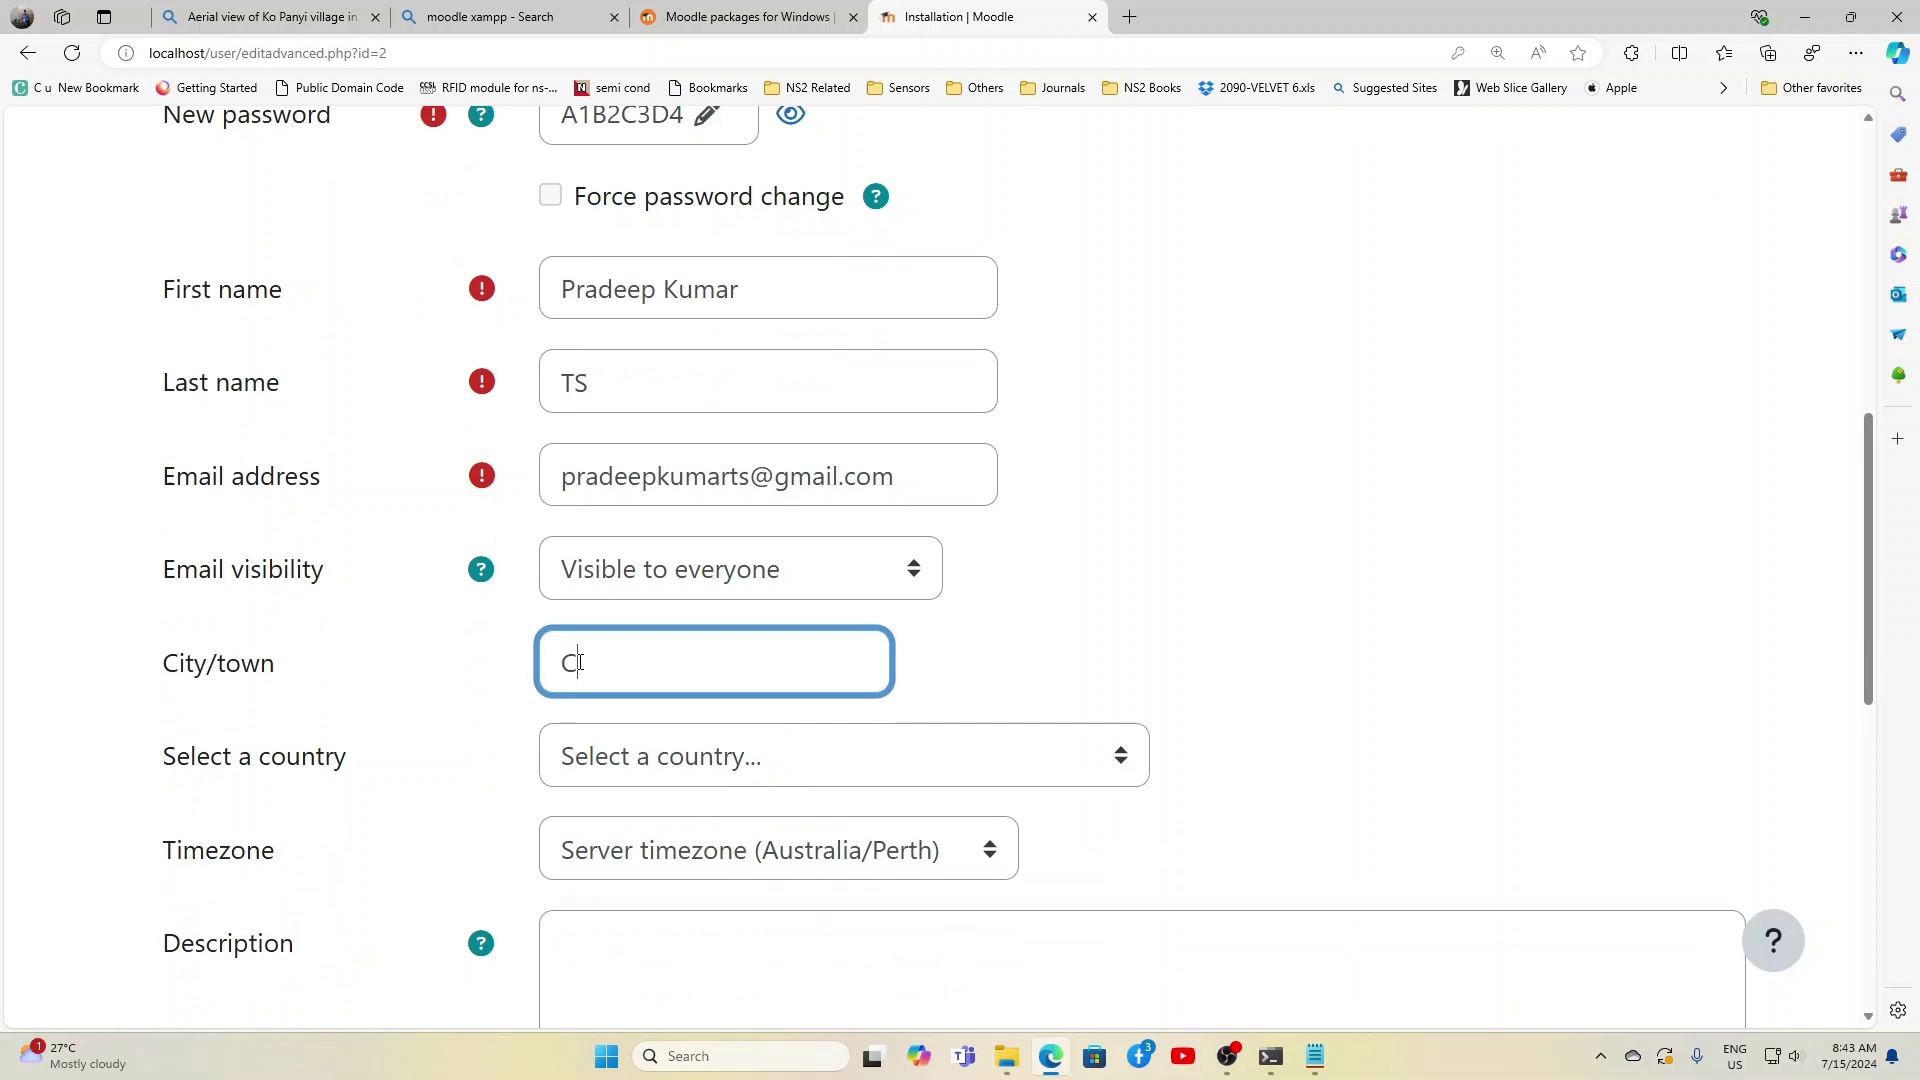 Aerial view of Ko Panyi village in
moodle xampp - Search
Moodle packages for Windows |
Installation | Moodle
localhost/user/editadvanced.php?id=2
C u New Bookmark
Getting Started
Public Domain Code
RFID module for ns-...
semi cond
Bookmarks
NS2 Related
Sensors
Others
Journals
NS2 Books
2090-VELVET 6.xls
Suggested Sites
Web Slice Gallery
Apple
Other favorites
New password
A1B2C3D4
Force password change
First name
Pradeep Kumar
Last name
TS
Email address
pradeepkumarts@gmail.com
Email visibility
Visible to everyone
City/town
C
Select a country
Select a country...
Timezone
Server timezone (Australia/Perth)
Description
?
1
27°C
Mostly cloudy
Search
3
ENG
US
8:43 AM
7/15/2024